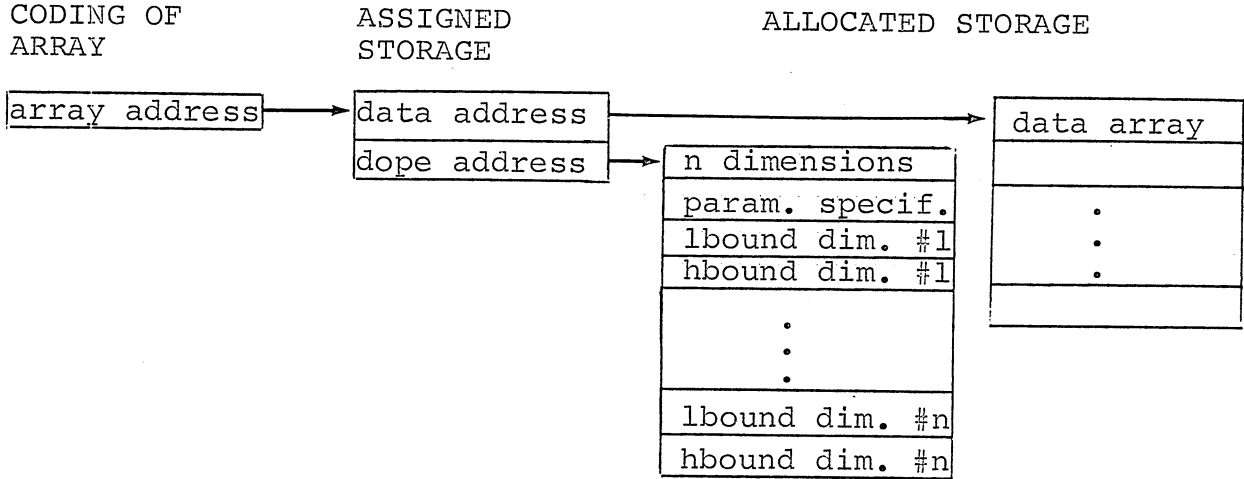 CODING OF
ARRAY
ASSIGNED
STORAGE
ALLOCATED STORAGE
array address
data address
dope address
n dimensions
param. specif.
lbound dim. #1
hbound dim. #1
lbound dim. #n
hbound dim. #n
data array